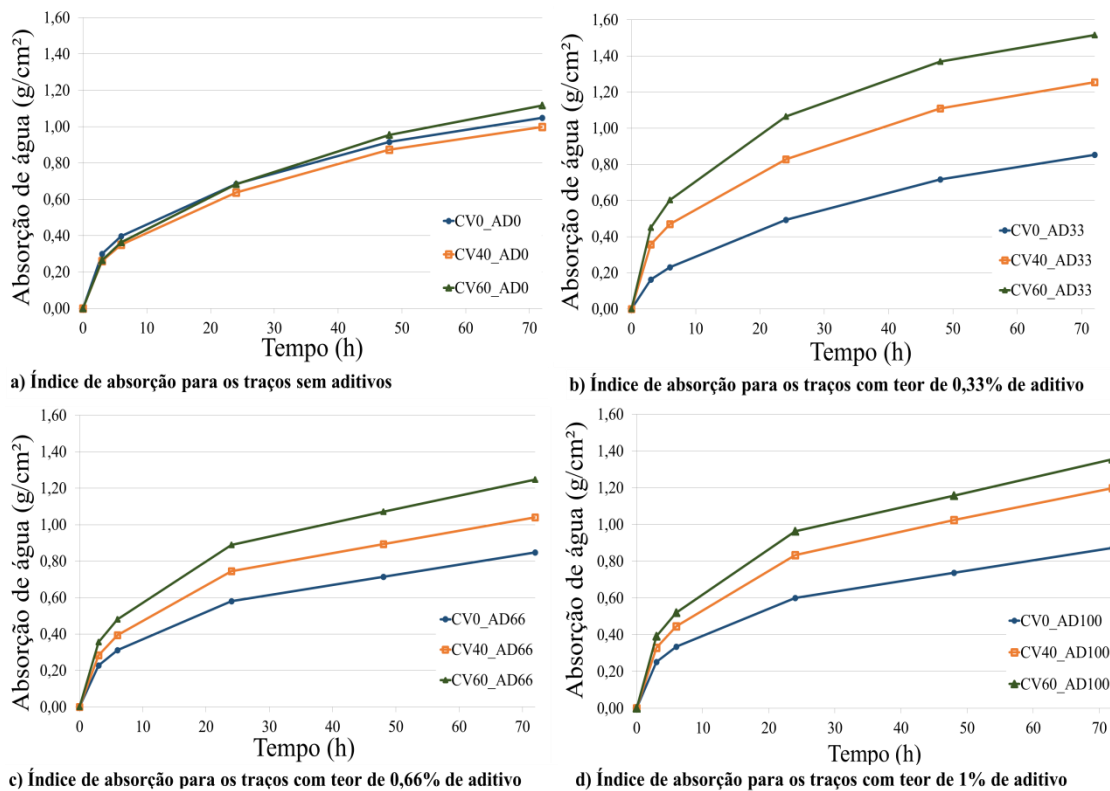 1,60
1,40
1,20
1,00
0,80
0,60
0,40
0,20
0,00
Absorção de água (g/cm²)
CV0_AD0
CV40_AD0
CV60_AD0
0 10 20 30 40 50 60 70
Tempo (h)
a) Índice de absorção para os traços sem aditivos
1,60
1,40
1,20
1,00
0,80
0,60
0,40
0,20
0,00
Absorção de água (g/cm²)
CV0_AD33
CV40_AD33
CV60_AD33
0 10 20 30 40 50 60 70
Tempo (h)
b) Índice de absorção para os traços com teor de 0,33% de aditivo
1,60
1,40
1,20
1,00
0,80
0,60
0,40
0,20
0,00
Absorção de água (g/cm²)
CV0_AD66
CV40_AD66
CV60_AD66
0 10 20 30 40 50 60 70
Tempo (h)
c) Índice de absorção para os traços com teor de 0,66% de aditivo
1,60
1,40
1,20
1,00
0,80
0,60
0,40
0,20
0,00
Absorção de água (g/cm²)
CV0_AD100
CV40_AD100
CV60_AD100
0 10 20 30 40 50 60 70
Tempo (h)
d) Índice de absorção para os traços com teor de 1% de aditivo